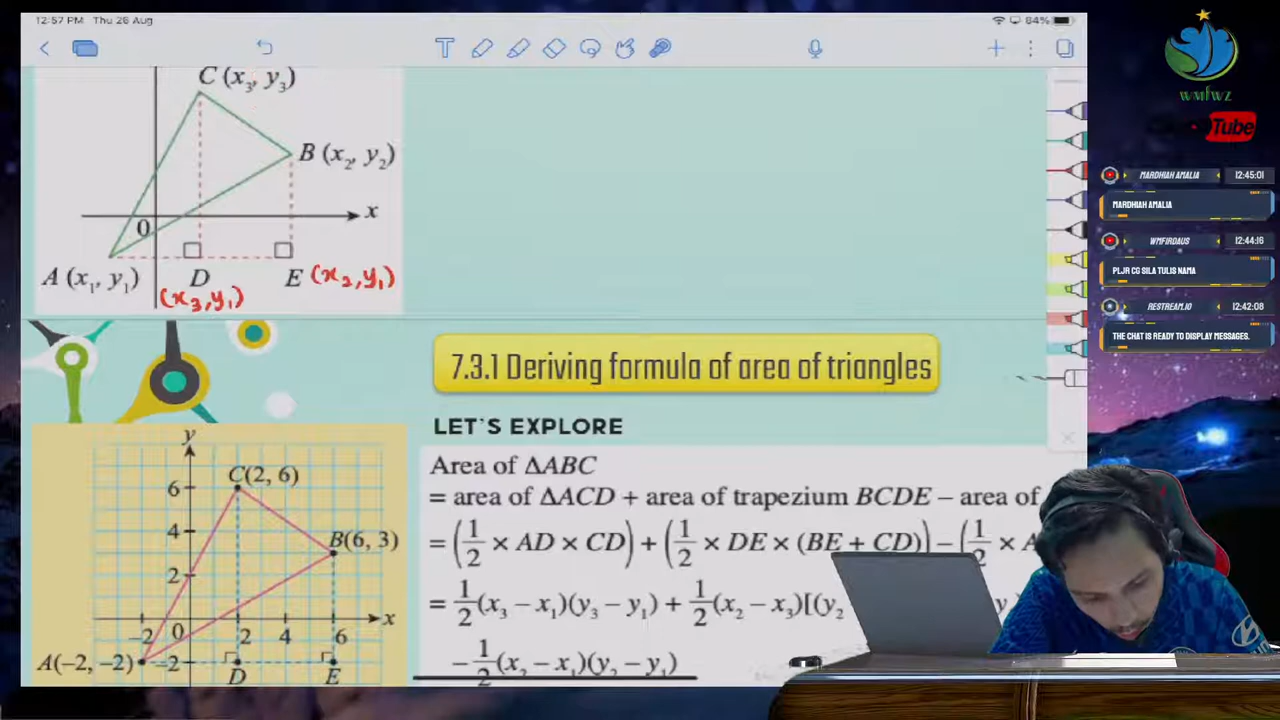 12:57 PM Thu 26 Aug
84%
C (x₃, y₃)
B (x₂, y₂)
x
0
A (x₁, y₁)
D
E (x₂,y₁)
(x₃,y₁)
7.3.1 Deriving formula of area of triangles
LET'S EXPLORE
y
C(2, 6)
6
4
B(6, 3)
2
x
-2 0 2 4 6
A(−2, −2)
-2
D
E
Area of ΔABC
= area of ΔACD + area of trapezium BCDE − area of
= (1/2 × AD × CD) + (1/2 × DE × (BE + CD)) − (1/2 × A
= 1/2(x₃ − x₁)(y₃ − y₁) + 1/2(x₂ − x₃)[(y₂
− 1/2(x₂ − x₁)(y₂ − y₁)
wmfwz
Tube
MARDHIAH AMALIA
12:45:01
MARDHIAH AMALIA
WMFIRDAUS
12:44:16
PLJR CG SILA TULIS NAMA
RESTREAM.IO
12:42:08
THE CHAT IS READY TO DISPLAY MESSAGES.